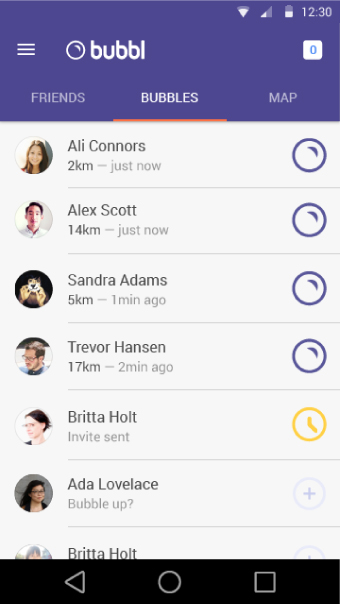 12:30
bubbl
0
FRIENDS BUBBLES MAP
Ali Connors
2km — just now
Alex Scott
14km — just now
Sandra Adams
5km — 1min ago
Trevor Hansen
17km — 2min ago
Britta Holt
Invite sent
Ada Lovelace
Bubble up?
Britta Holt